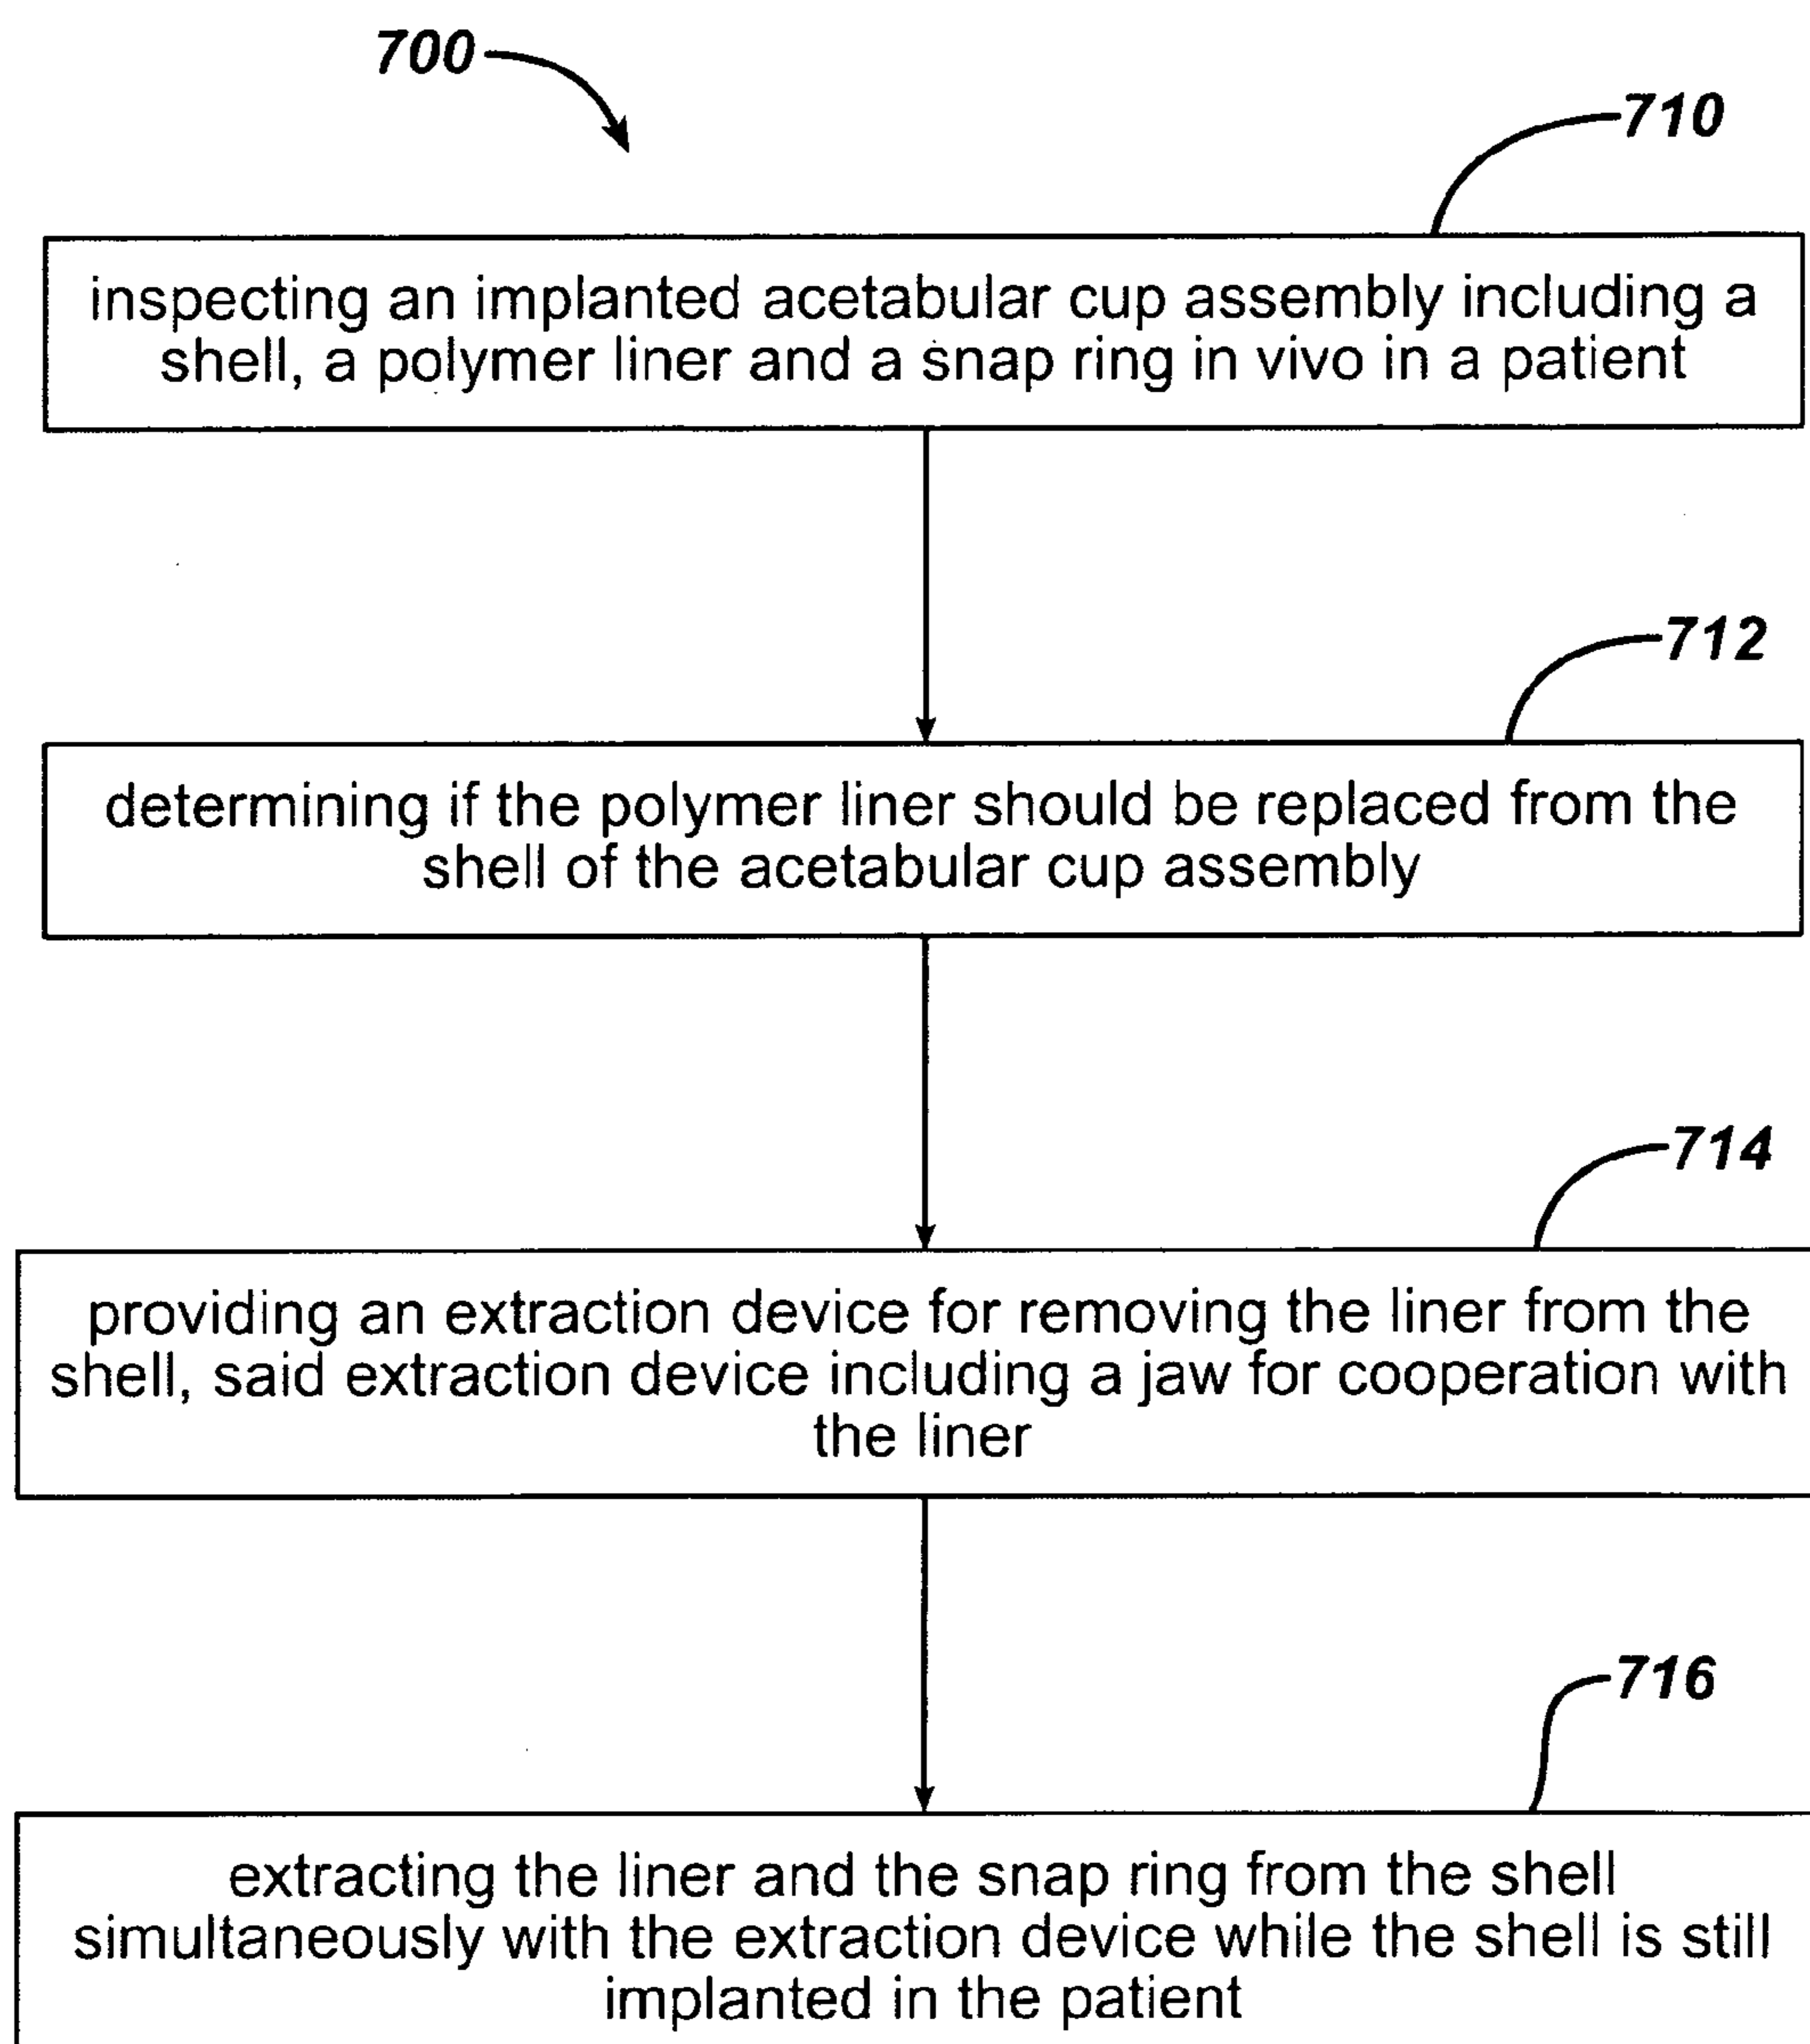 700
710
inspecting an implanted acetabular cup assembly including a
shell, a polymer liner and a snap ring in vivo in a patient
712
determining if the polymer liner should be replaced from the
shell of the acetabular cup assembly
714
providing an extraction device for removing the liner from the
shell, said extraction device including a jaw for cooperation with
the liner
716
extracting the liner and the snap ring from the shell
simultaneously with the extraction device while the shell is still
implanted in the patient